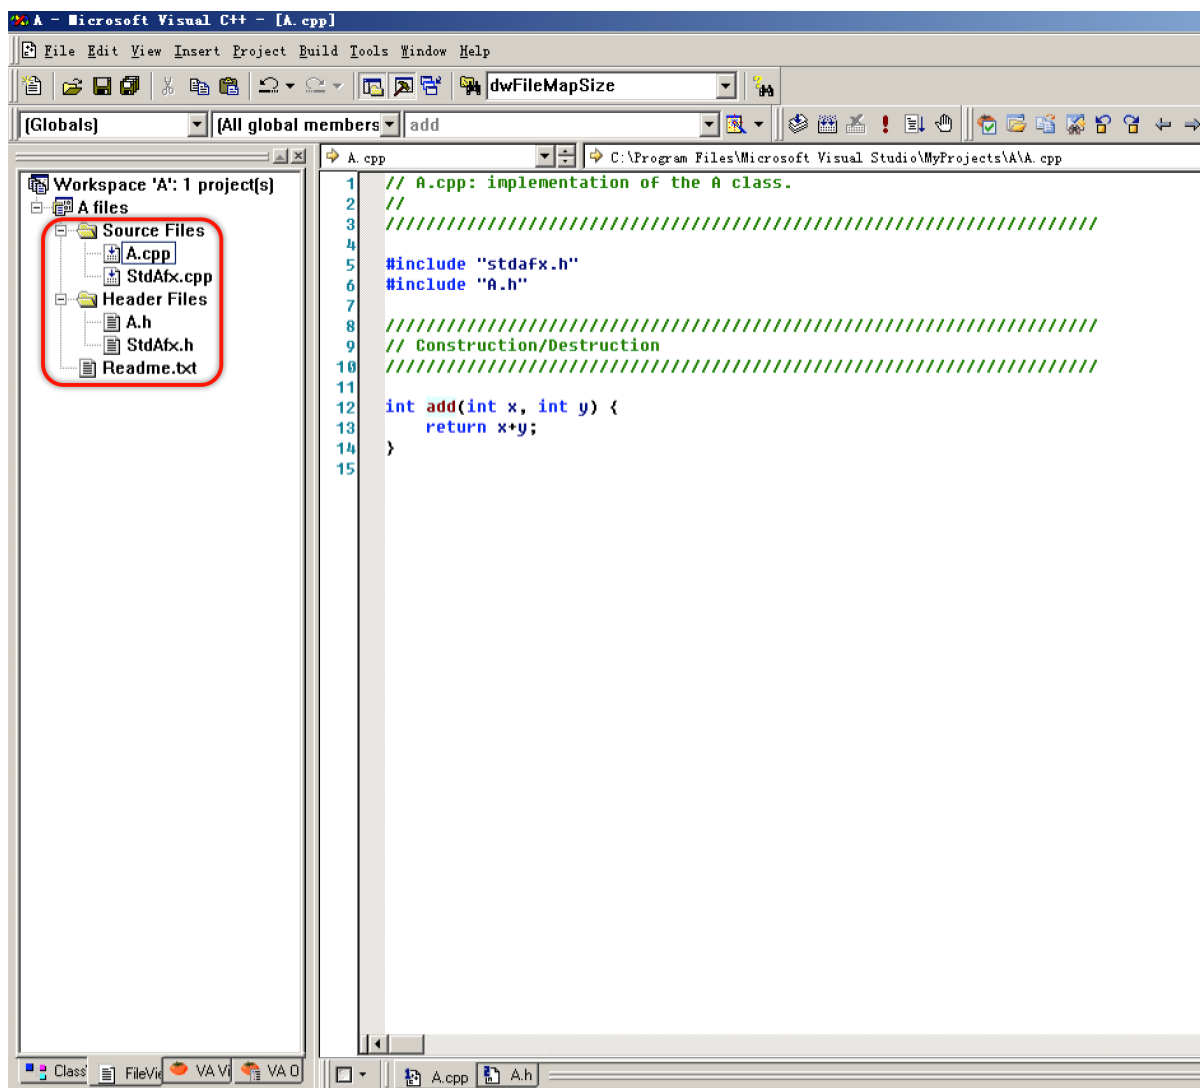 A - Microsoft Visual C++ - [A.cpp]
File Edit View Insert Project Build Tools Window Help
dwFileMapSize
(Globals) (All global members add
A.cpp C:\Program Files\Microsoft Visual Studio\MyProjects\A\A.cpp
Workspace 'A': 1 project(s)
A files
Source Files
A.cpp
StdAfx.cpp
Header Files
A.h
StdAfx.h
Readme.txt
1 // A.cpp: implementation of the A class.
2 //
3 //////////////////////////////////////////////////////////////////////
4
5 #include "stdafx.h"
6 #include "A.h"
7
8 //////////////////////////////////////////////////////////////////////
9 // Construction/Destruction
10 //////////////////////////////////////////////////////////////////////
11
12 int add(int x, int y) {
13 return x+y;
14 }
15
Class FileVie VA Vi VA O
A.cpp A.h